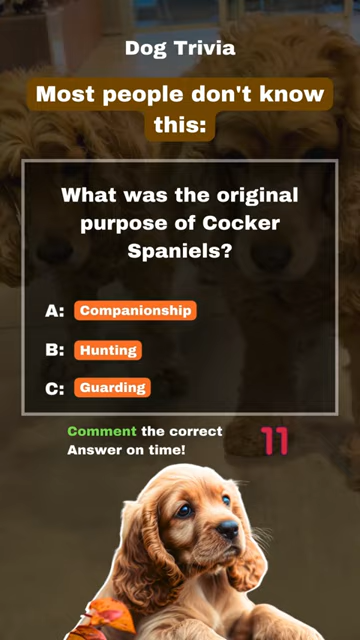 Dog Trivia
Most people don't know
this:
What was the original
purpose of Cocker
Spaniels?
A: Companionship
B: Hunting
C: Guarding
Comment the correct
Answer on time!
11